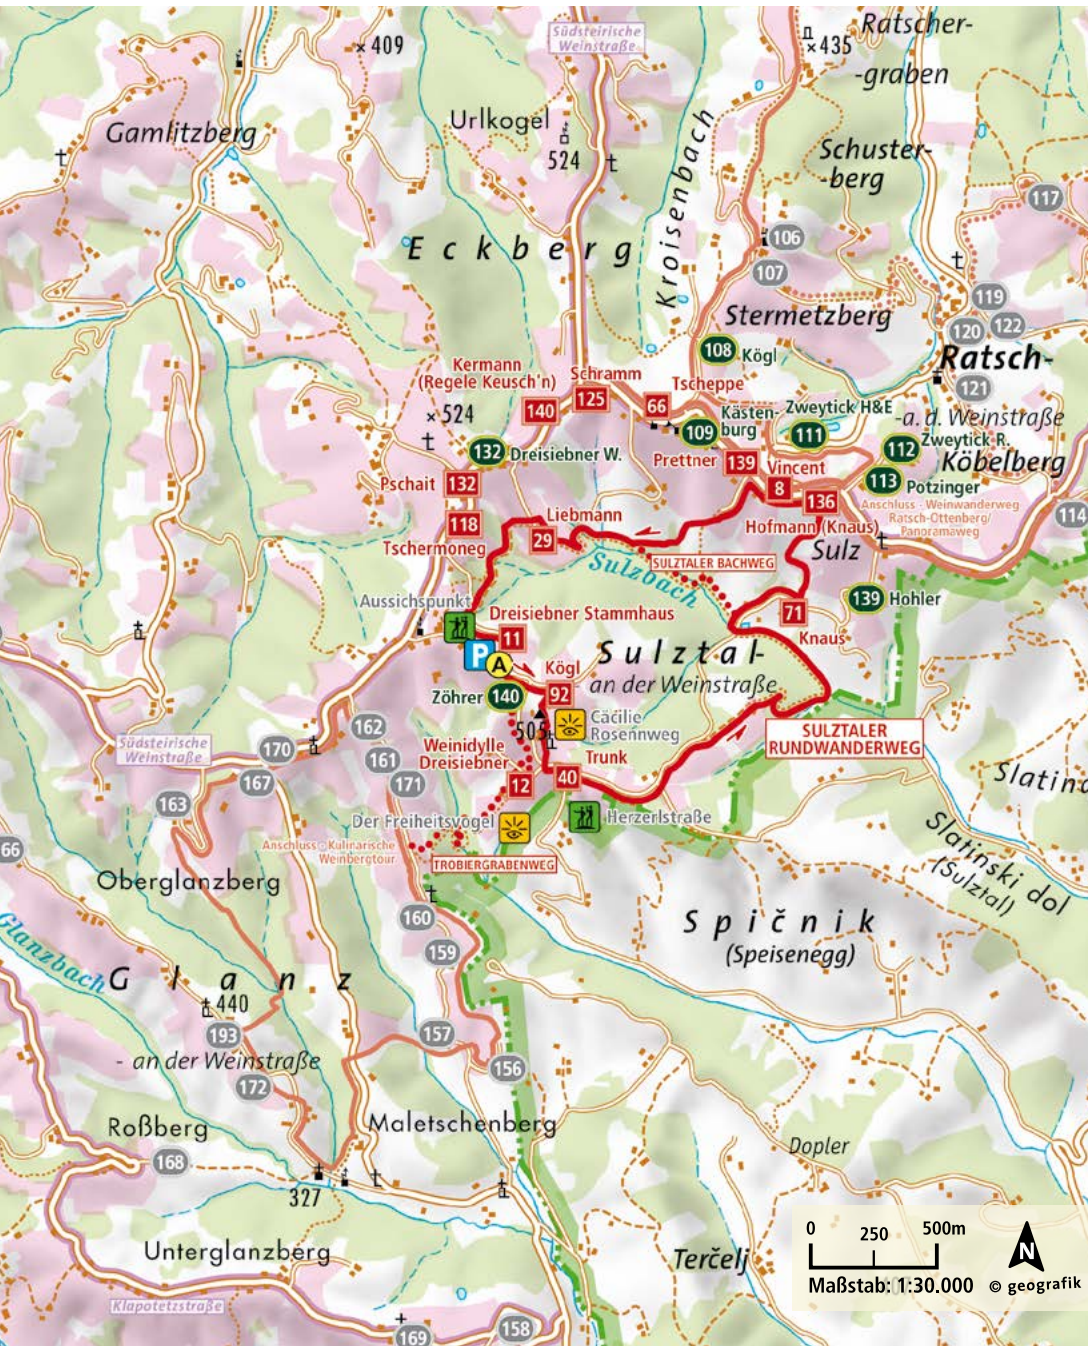 Südsteirische
Weinstraße
409
435
Ratscher-
-graben
Gamlitzberg
Urlkogel
524
Kroisenbach
Schuster-
-berg
117
106
107
Eckberg
Stermetzberg
119
120
122
108 Kögl
Ratsch-
121
-a. d. Weinstraße
Kermann
(Regele Keusch'n)
140
Schramm
125
Tscheppe
66
524
Kästen-
burg
109
Zweytick H&E
111
112
Zweytick R.
Köbelberg
132 Dreisiebner W.
Prettner 139
Vincent
8
113
Potzinger
Pschait 132
136
Anschluss - Weinwanderweg
Ratsch-Ottenberg/
Panoramaweg
114
118
Tschermoneg
Liebmann
29
Hofmann (Knaus)
Sulz
SULZTALER BACHWEG
Sulzbach
Aussichspunkt
Dreisiebner Stammhaus
11
71
Knaus
139 Hohler
P
A
Kögl
92
Sulztal-
an der Weinstraße
Zöhrer 140
505
Cäcilie
Rosennweg
SULZTALER
RUNDWANDERWEG
Weinidylle
Dreisiebner
12
Trunk
40
Südsteirische
Weinstraße
170
162
161
171
167
163
Der Freiheitsvogel
Herzerlstraße
Slatina
Anschluss - Kulinarische
Weinbergtour
TROBIERGRABENWEG
66
Oberglanzberg
Slatinski dol
(Sulztal)
160
159
Spičnik
(Speisenegg)
Glanzbach
Glanz
440
193
- an der Weinstraße
172
157
156
Roßberg
168
Maletschenberg
Dopler
327
Unterglanzberg
Terčelj
Klapotetzstraße
169
158
0 250 500m
Maßstab: 1:30.000
N
© geografik